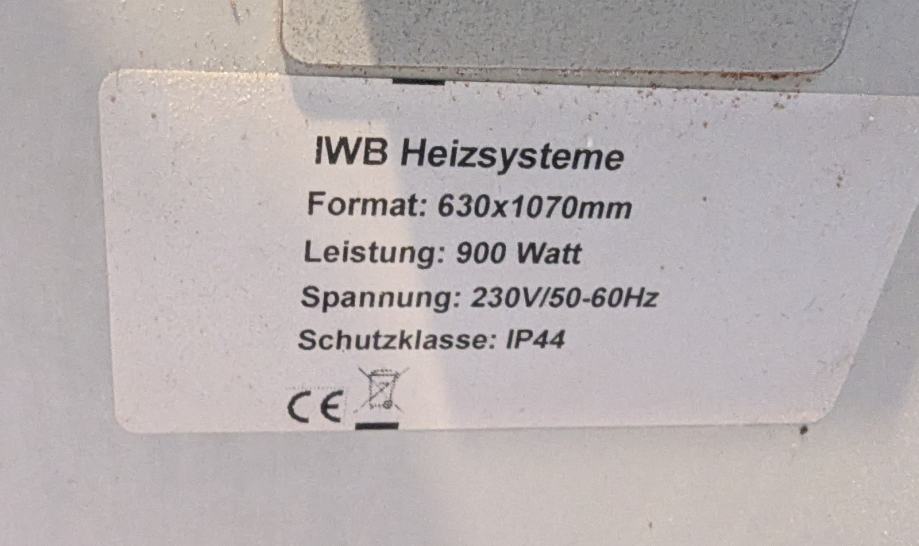 IWB Heizsysteme
Format: 630x1070mm
Leistung: 900 Watt
Spannung: 230V/50-60Hz
Schutzklasse: IP44
CE